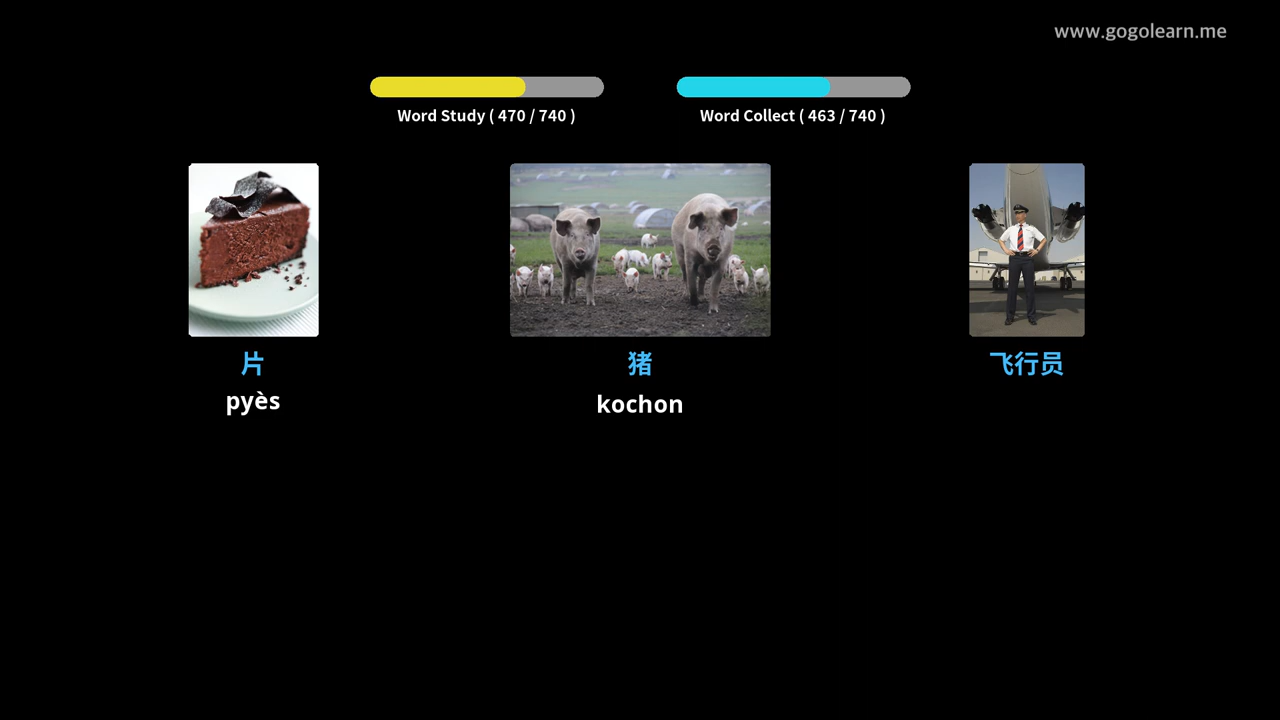 www.gogolearn.me
Word Study ( 470 / 740 )
Word Collect ( 463 / 740 )
片
猪
飞行员
pyès
kochon